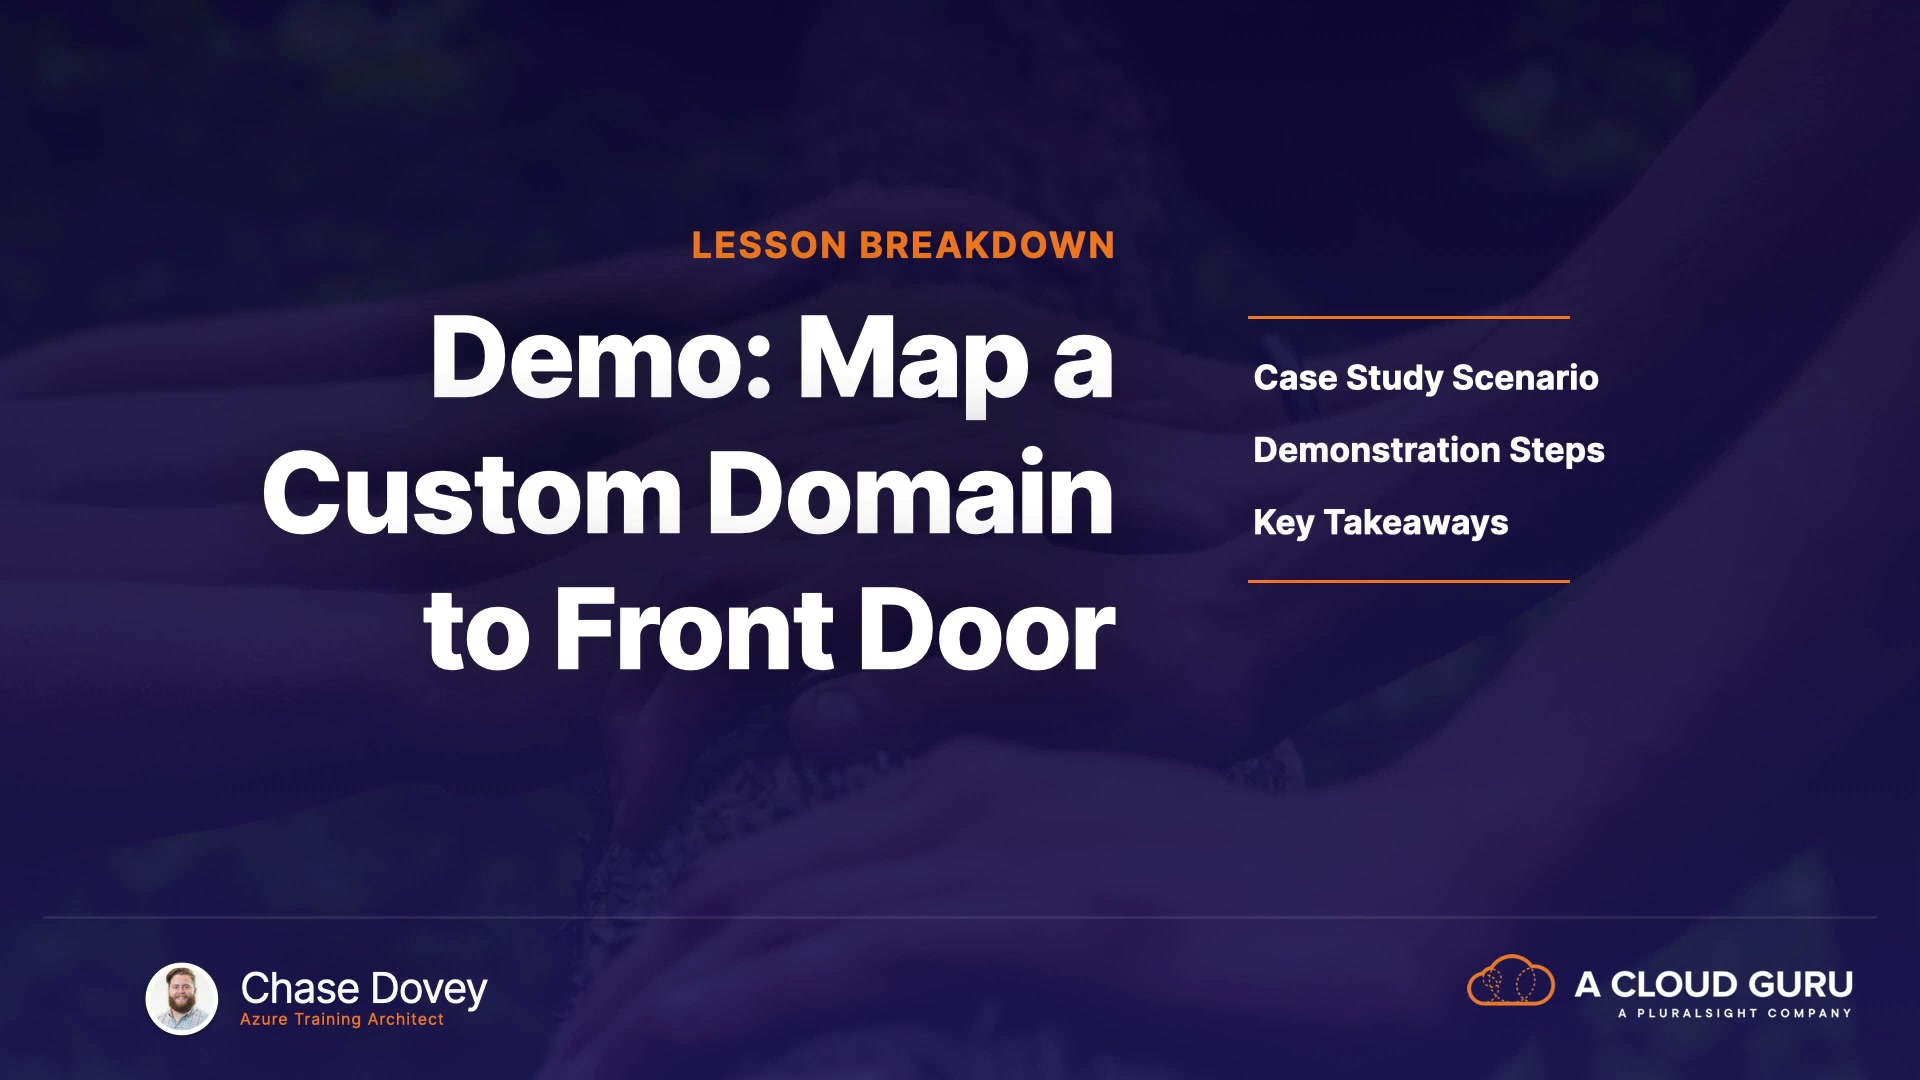 LESSON BREAKDOWN
Demo: Map a
Custom Domain
to Front Door
Case Study Scenario
Demonstration Steps
Key Takeaways
Chase Dovey
Azure Training Architect
A CLOUD GURU
A PLURALSIGHT COMPANY